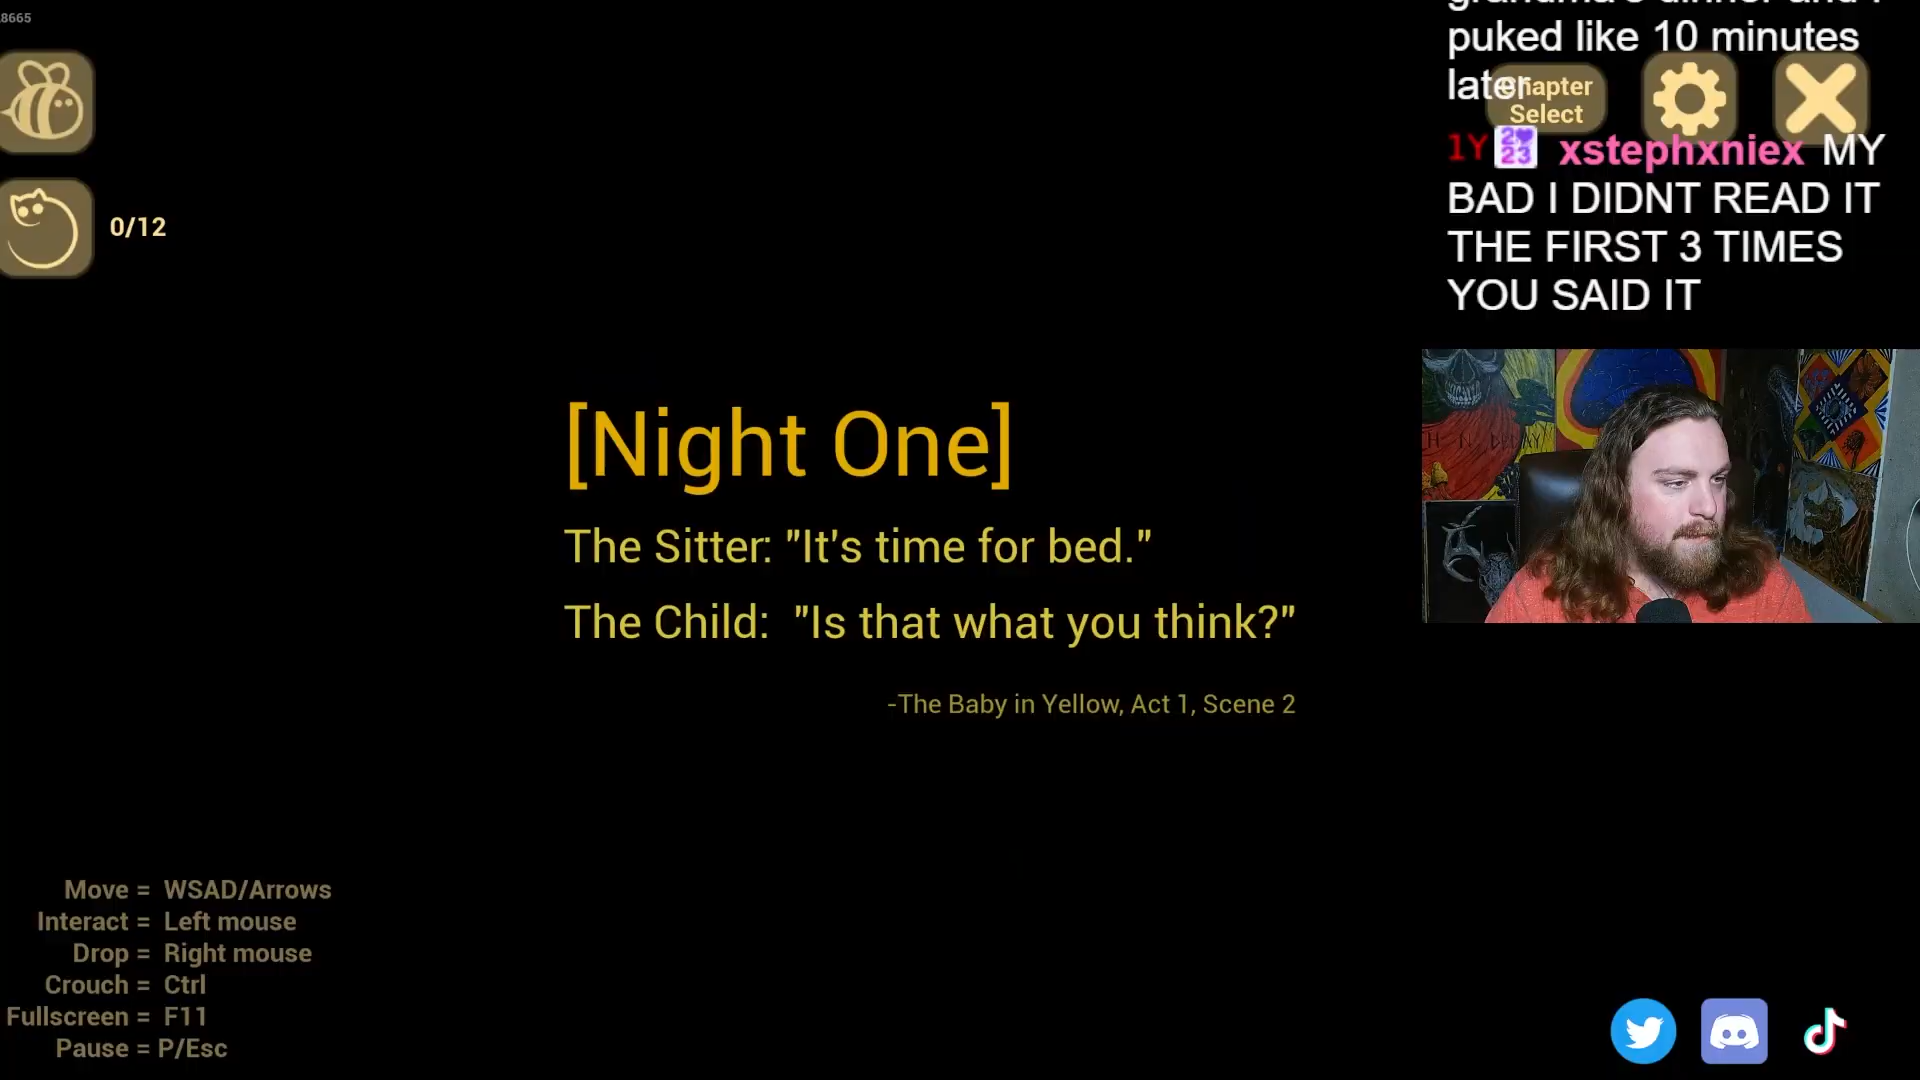 8665
puked like 10 minutes
later
Chapter
Select
1Y 2023 xstephxniex MY
BAD I DIDNT READ IT
THE FIRST 3 TIMES
YOU SAID IT
0/12
[Night One]
The Sitter: "It's time for bed."
The Child: "Is that what you think?"
-The Baby in Yellow, Act 1, Scene 2
Move = WSAD/Arrows
Interact = Left mouse
Drop = Right mouse
Crouch = Ctrl
Fullscreen = F11
Pause = P/Esc